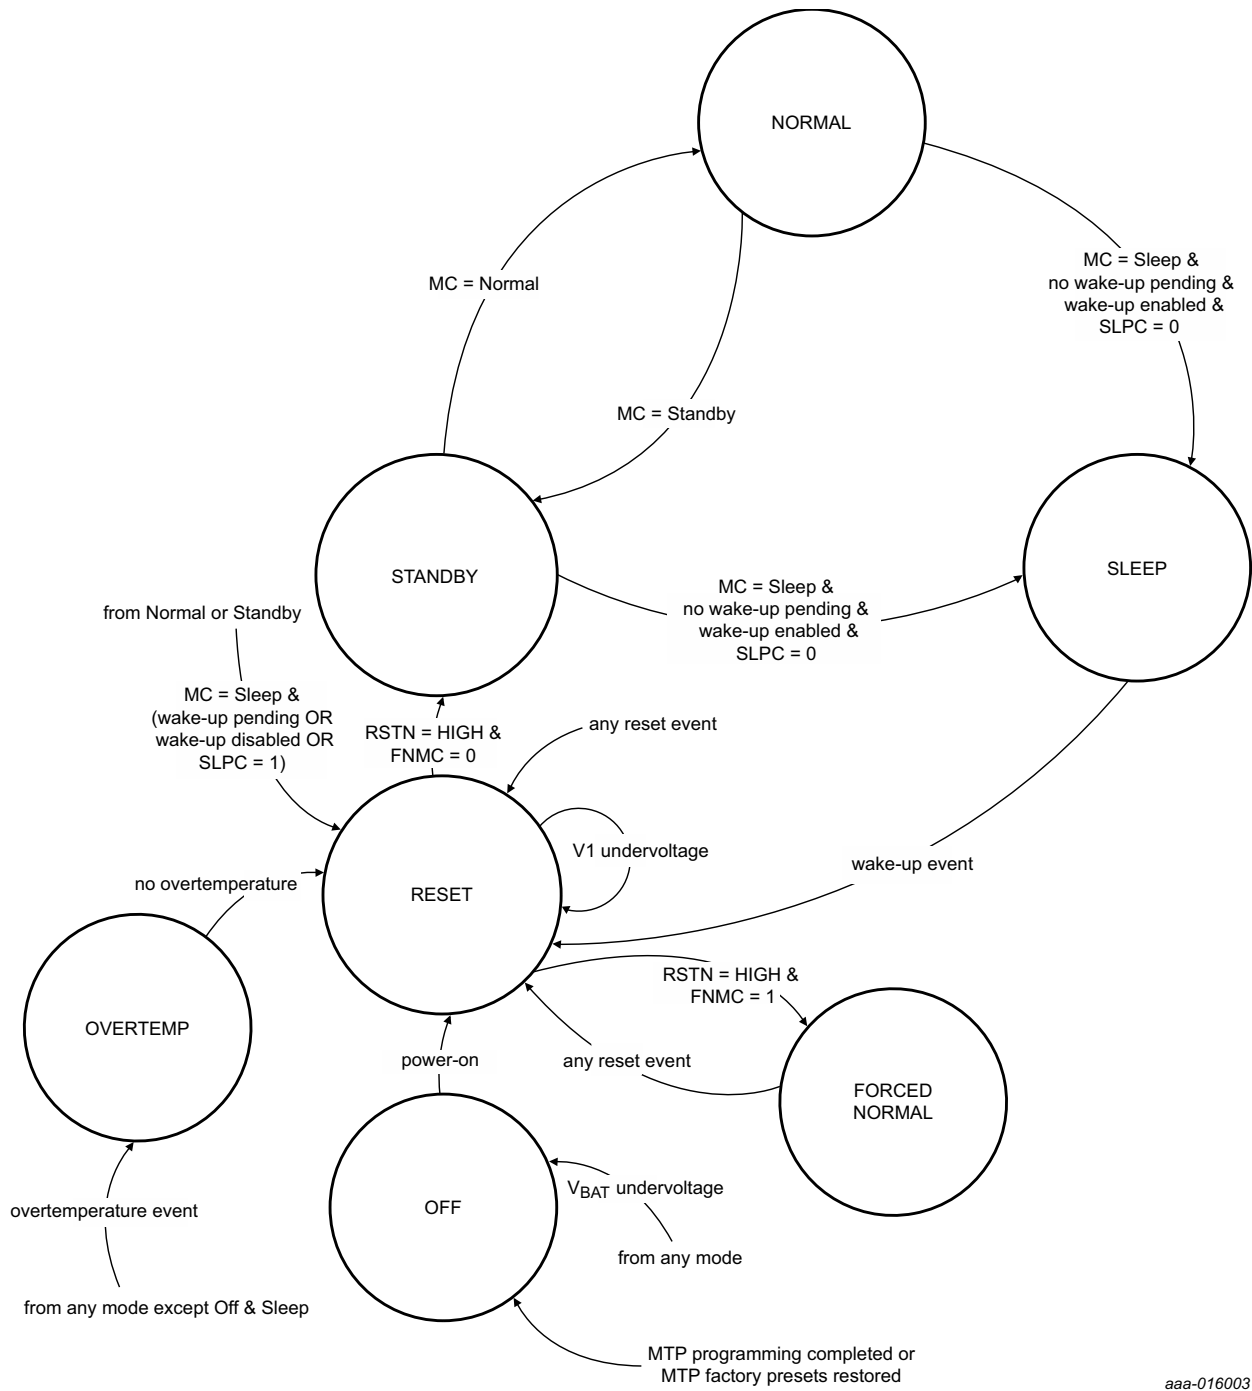 NORMAL
MC = Sleep &
no wake-up pending &
wake-up enabled &
SLPC = 0
MC = Normal
MC = Standby
STANDBY
SLEEP
MC = Sleep &
no wake-up pending &
wake-up enabled &
SLPC = 0
from Normal or Standby
MC = Sleep &
(wake-up pending OR
wake-up disabled OR
SLPC = 1)
RSTN = HIGH &
FNMC = 0
any reset event
V1 undervoltage
wake-up event
no overtemperature
RESET
RSTN = HIGH &
FNMC = 1
OVERTEMP
power-on
any reset event
FORCED
NORMAL
overtemperature event
OFF
VBAT undervoltage
from any mode
from any mode except Off & Sleep
MTP programming completed or
MTP factory presets restored
aaa-016003